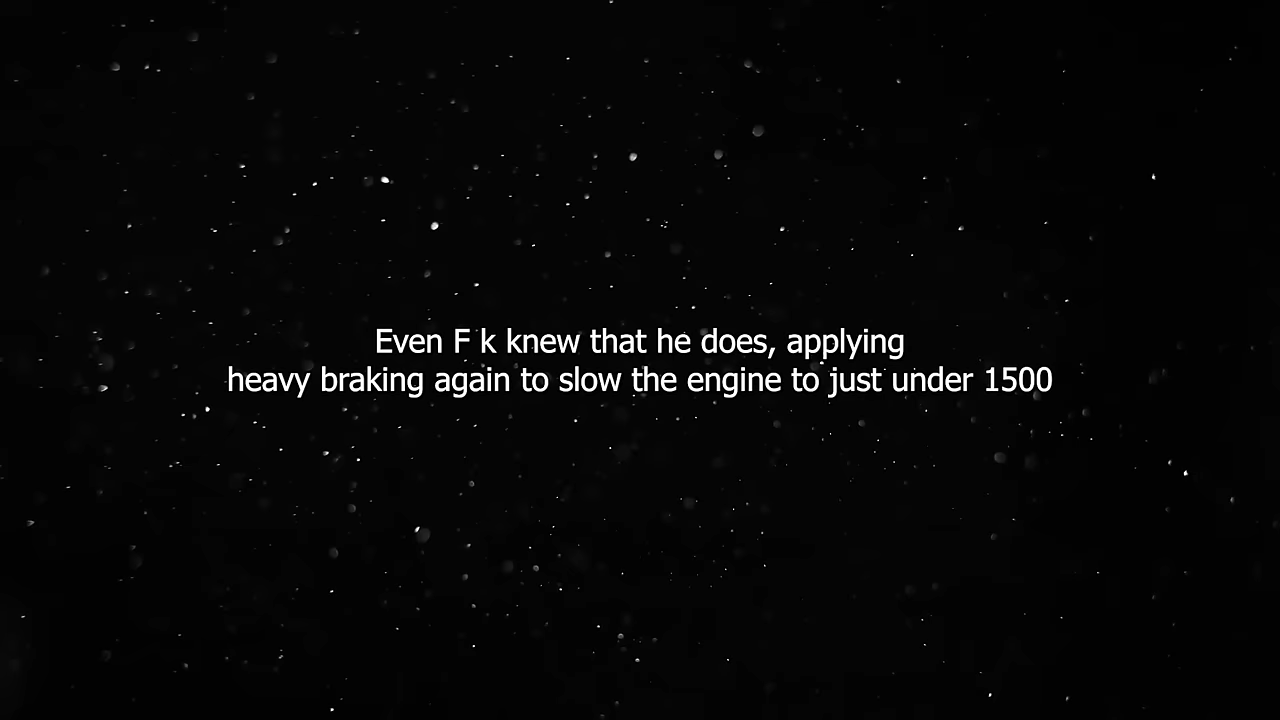 Even F k knew that he does, applying
heavy braking again to slow the engine to just under 1500